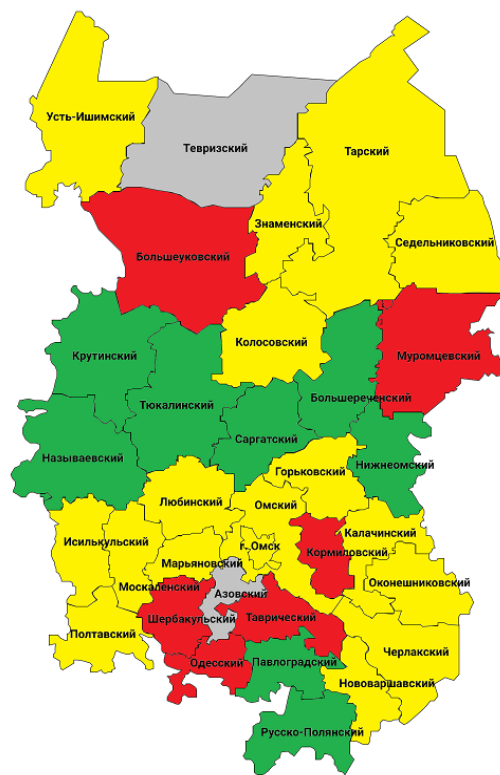 Усть-Ишимский
Тевризский
Тарский
Знаменский
Седельниковский
Большеуковский
Колосовский
Крутинский
Муромцевский
Тюкалинский
Большереченский
Саргатский
Называевский
Нижнеомский
Горьковский
Любинский
Омский
Калачинский
Исилькульский
г. Омск
Кормиловский
Марьяновский
Москаленский
Оконешниковский
Азовский
Шербакульский
Таврический
Полтавский
Черлакский
Одесский
Павлоградский
Нововаршавский
Русско-Полянский